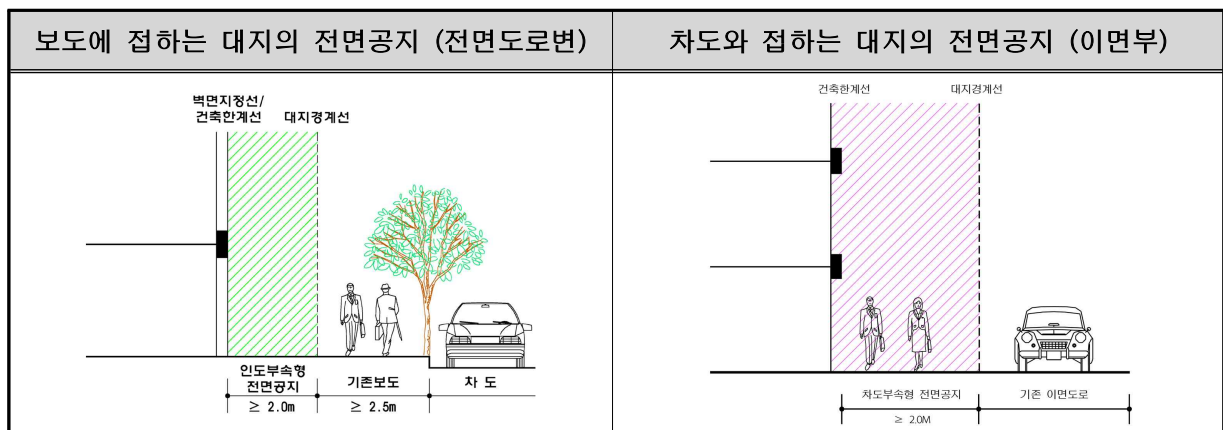 보도에 접하는 대지의 전면공지 (전면도로변)
벽면지정선/
건축한계선
대지경계선
인도부속형
전면공지
기존보도
차 도
≥ 2.0m
≥ 2.5m
차도와 접하는 대지의 전면공지 (이면부)
건축한계선
대지경계선
차도부속형 전면공지
기존 이면도로
≥ 2.0M